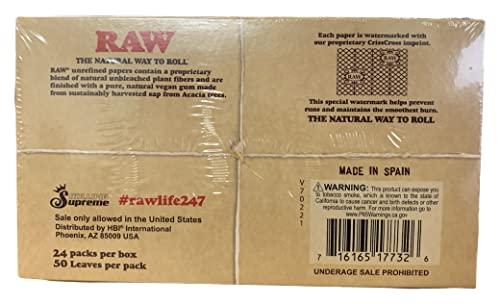 RAW
THE NATURAL WAY TO ROLL
RAW® unrefined papers contain a proprietary
blend of natural unbleached plant fibers and are
finished with a pure, natural vegan gum made
from sustainably harvested sap from Acacia trees.
Each paper is watermarked with
our proprietary CrissCross imprint.
RAW
RAW
This special watermark helps prevent
runs and maintains the smoothest burn.
THE NATURAL WAY TO ROLL
Supreme
#rawlife247
Sale only allowed in the United States
Distributed by HBI® International
Phoenix, AZ 85009 USA
24 packs per box
50 Leaves per pack
MADE IN SPAIN
V70221
WARNING: This product can expose you
to tobacco smoke, which is known to the state of
California to cause cancer and birth defects or other
reproductive harm. For more information go to
www.P65Warnings.ca.gov
7 16165 17732 6
UNDERAGE SALE PROHIBITED